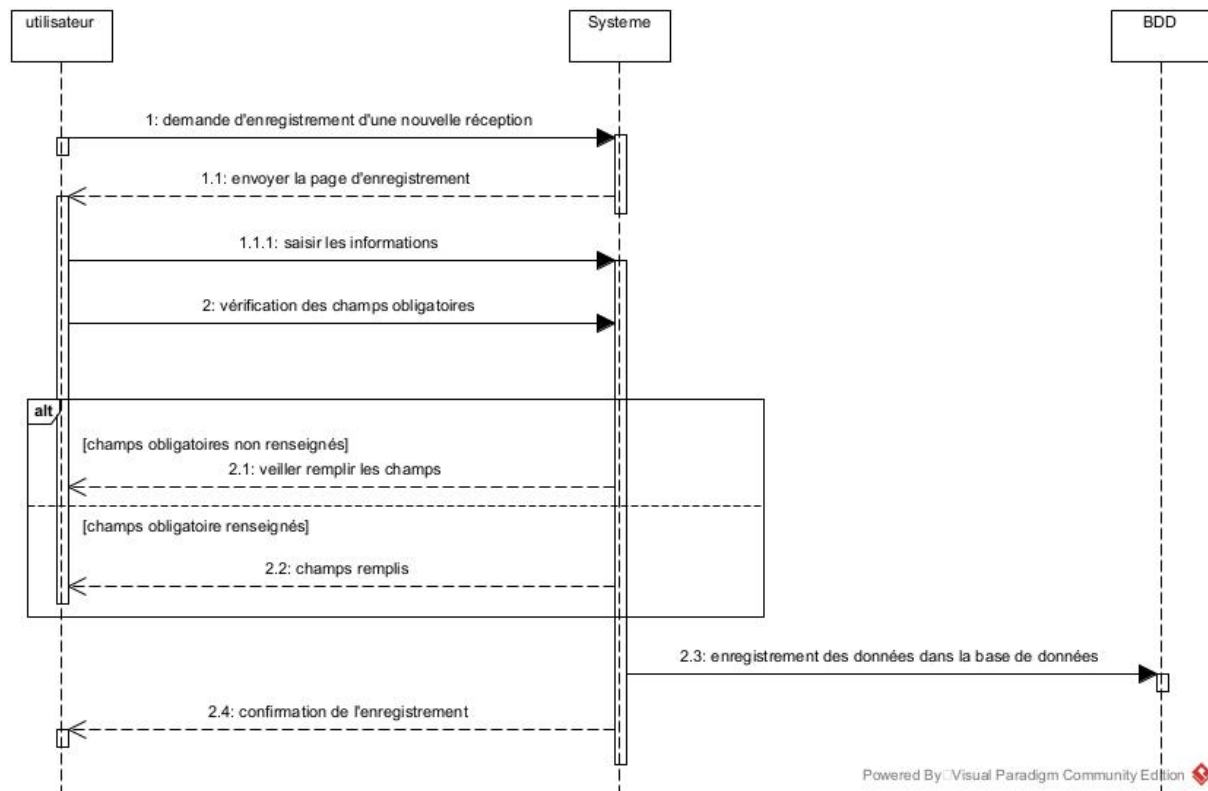 utilisateur
Systeme
BDD
1: demande d'enregistrement d'une nouvelle réception
1.1: envoyer la page d'enregistrement
1.1.1: saisir les informations
2: vérification des champs obligatoires
alt
[champs obligatoires non renseignés]
2.1: veiller remplir les champs
[champs obligatoire renseignés]
2.2: champs remplis
2.3: enregistrement des données dans la base de données
2.4: confirmation de l'enregistrement
Powered By Visual Paradigm Community Edition